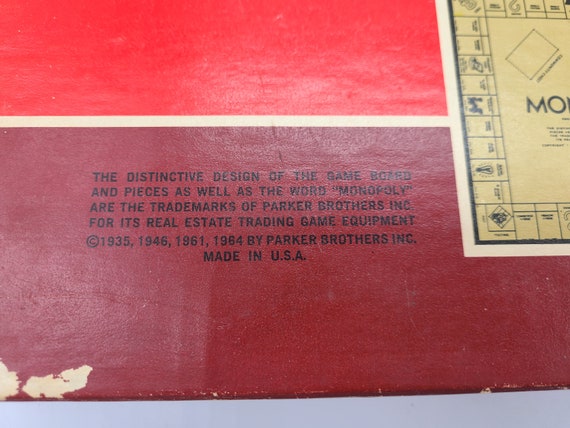 THE DISTINCTIVE DESIGN OF THE GAME BOARD
AND PIECES AS WELL AS THE WORD "MONOPOLY"
ARE THE TRADEMARKS OF PARKER BROTHERS INC.
FOR ITS REAL ESTATE TRADING GAME EQUIPMENT
©1935, 1946, 1961, 1964 BY PARKER BROTHERS INC.
MADE IN U.S.A.
MO